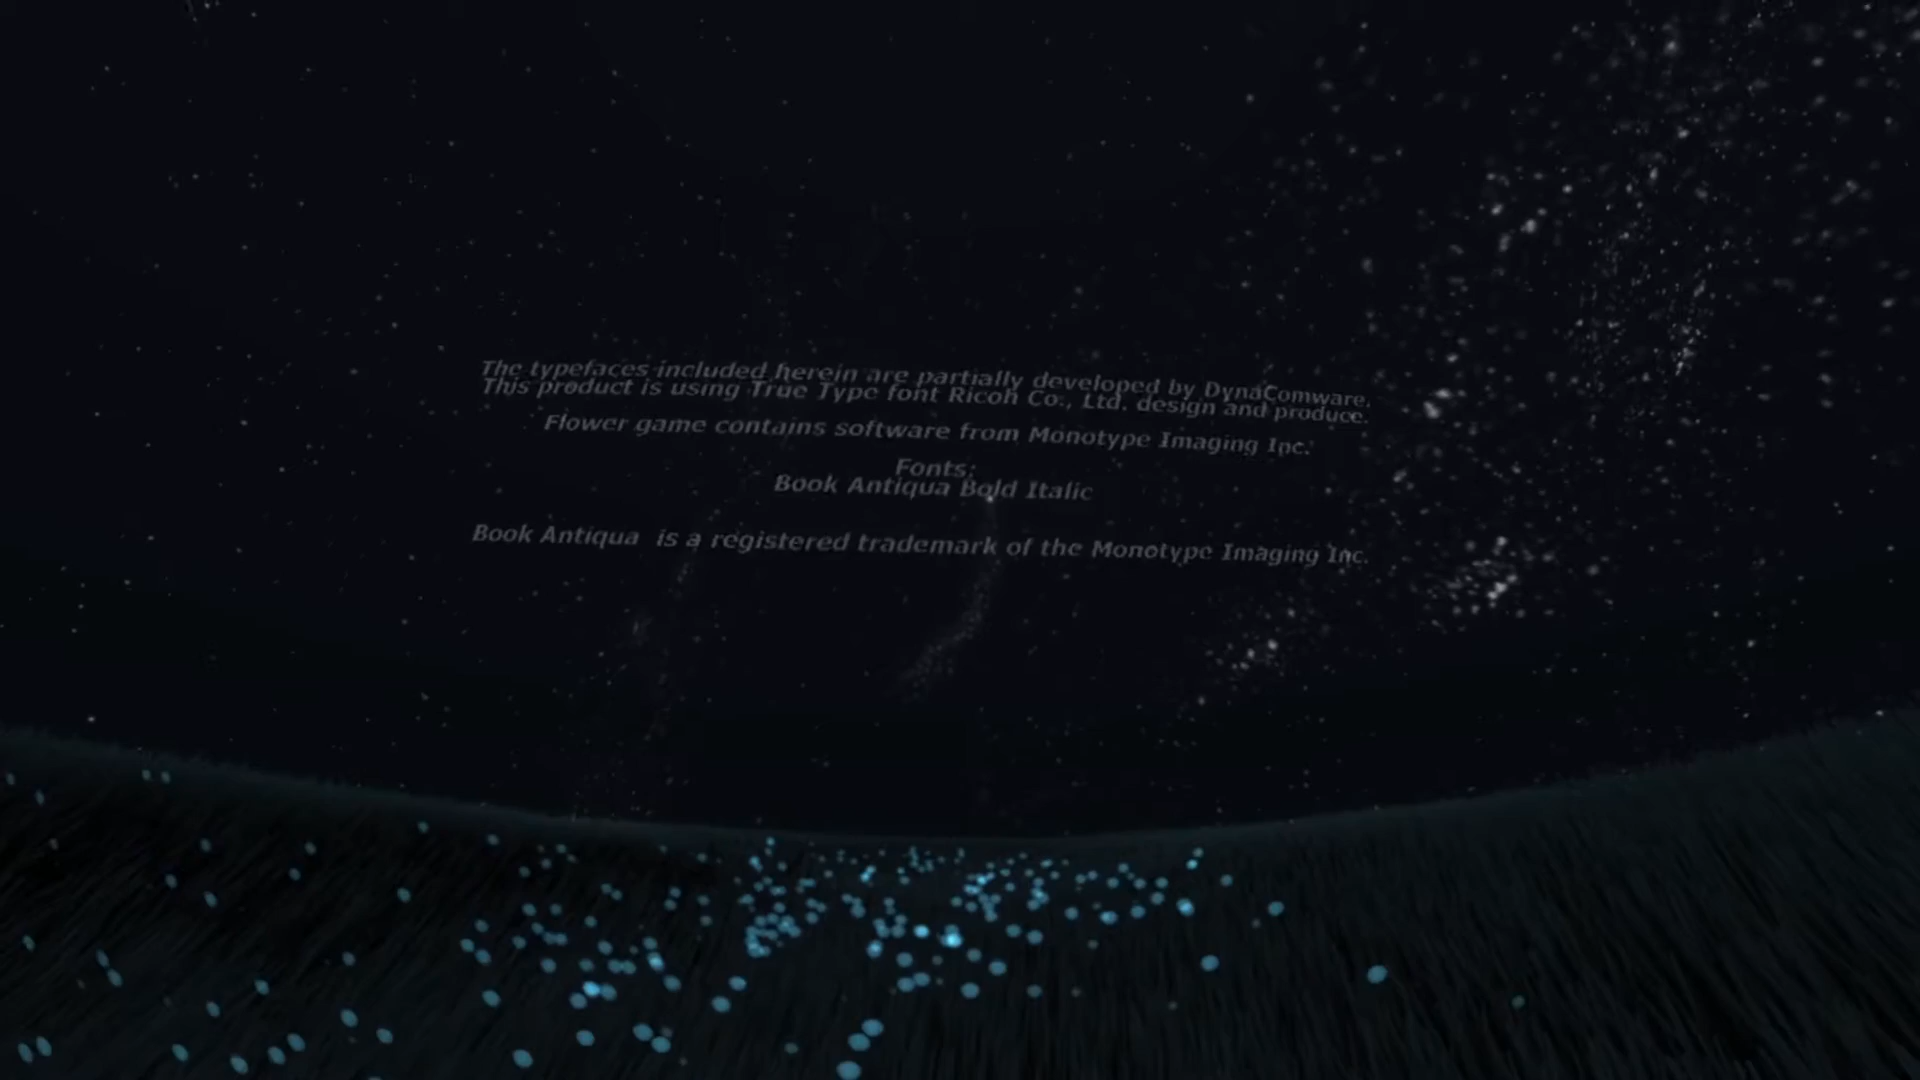 The typefaces included herein are partially developed by DynaComware.
This product is using True Type font Ricoh Co., Ltd. design and produce.
Flower game contains software from Monotype Imaging Inc.
Fonts:
Book Antiqua Bold Italic
Book Antiqua is a registered trademark of the Monotype Imaging Inc.